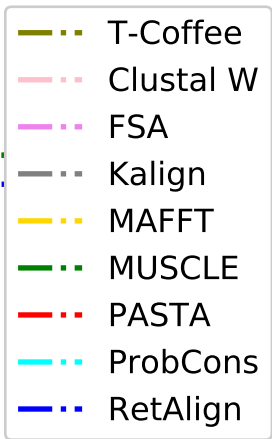 T-Coffee
Clustal W
FSA
Kalign
MAFFT
MUSCLE
PASTA
ProbCons
RetAlign